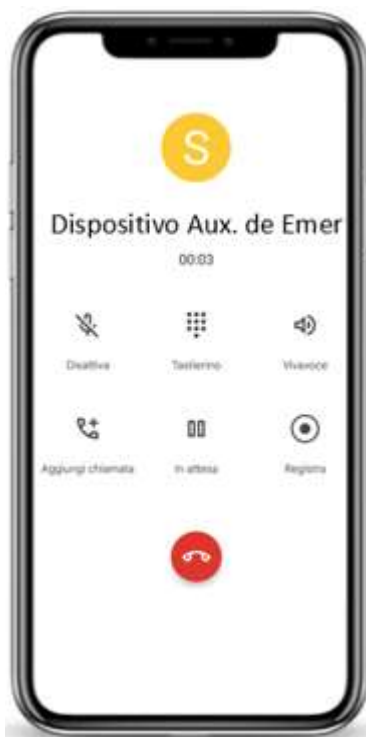 S
Dispositivo Aux. de Emer
00:03
Disattiva
Tastierino
Vivavoce
Aggiungi chiamata
In attesa
Registra